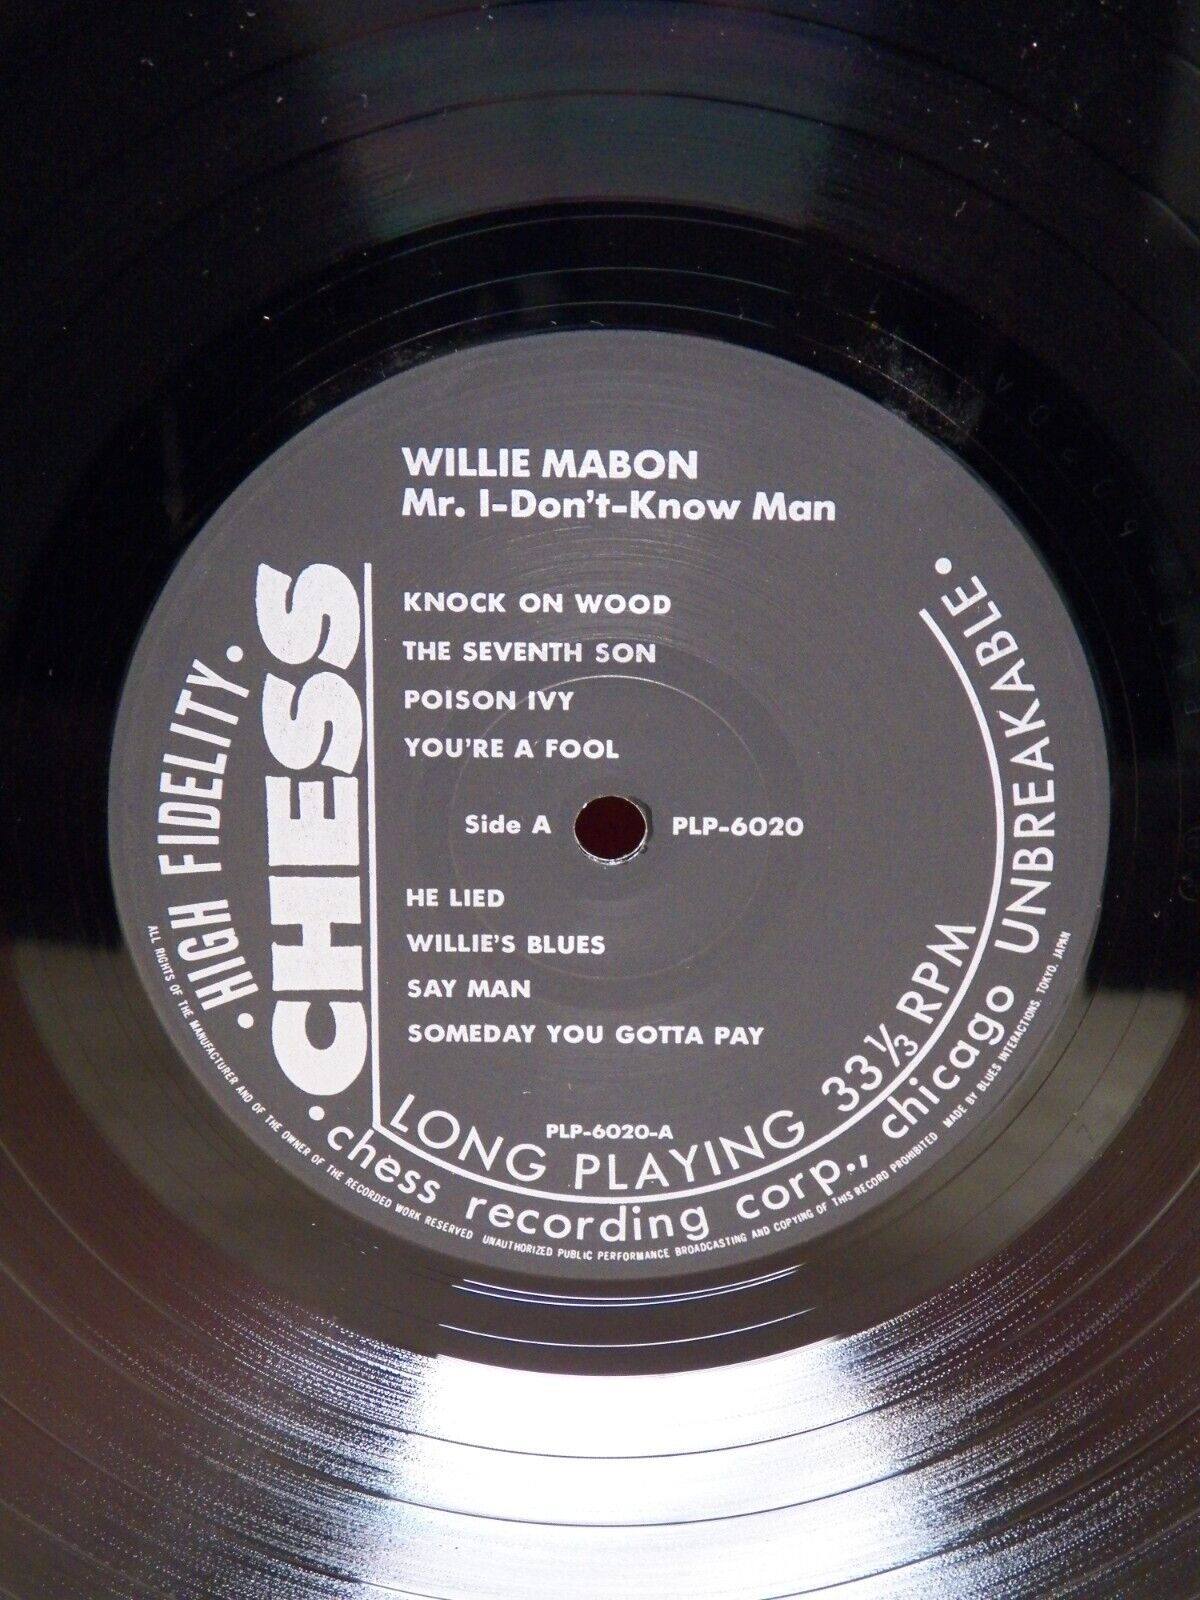 WILLIE MABON
Mr. I-Don't-Know Man
KNOCK ON WOOD
THE SEVENTH SON
POISON IVY
YOU'RE A FOOL
Side A
PLP-6020
HE LIED
WILLIE'S BLUES
SAY MAN
SOMEDAY YOU GOTTA PAY
PLP-6020-A
• HIGH FIDELITY •
CHESS
LONG PLAYING 33⅓ RPM
• chess recording corp., chicago UNBREAKABLE •
ALL RIGHTS OF THE MANUFACTURER AND OF THE OWNER OF THE RECORDED WORK RESERVED UNAUTHORIZED PUBLIC PERFORMANCE BROADCASTING AND COPYING OF THIS RECORD PROHIBITED MADE BY BLUES INTERACTIONS, TOKYO, JAPAN